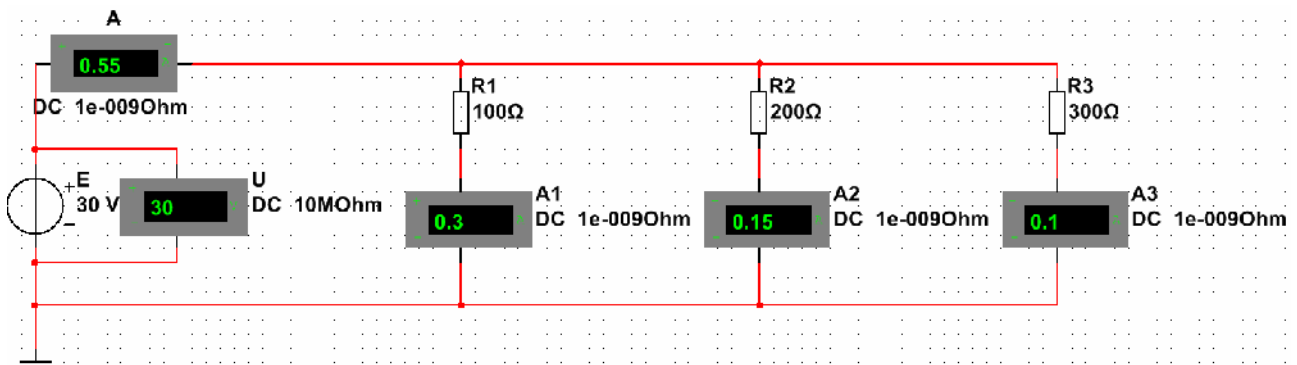 A
0.55
DC 1e-009Ohm
E
30 V
+
−
U
30
DC 10MOhm
R1
100Ω
R2
200Ω
R3
300Ω
A1
0.3
DC 1e-009Ohm
A2
0.15
DC 1e-009Ohm
A3
0.1
DC 1e-009Ohm